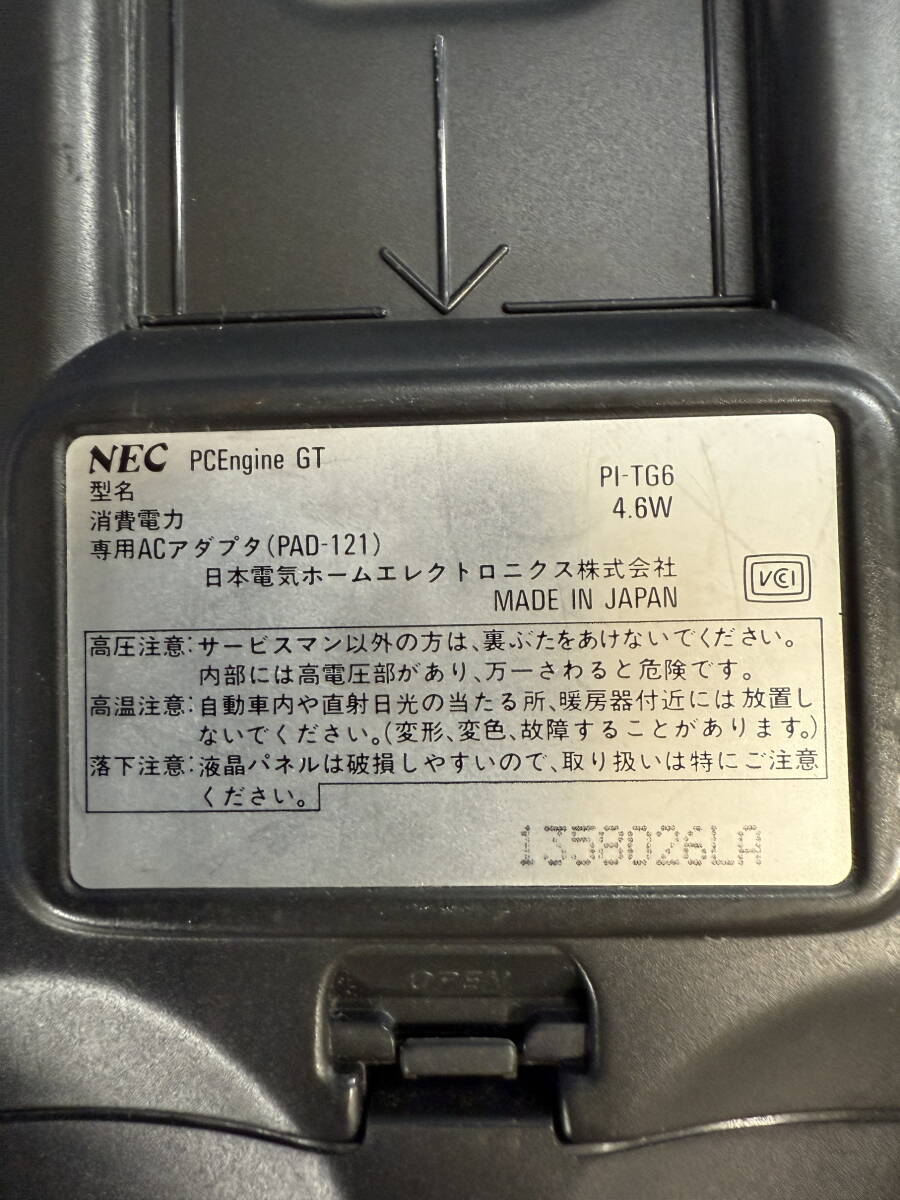 NEC PCEngine GT
型名 PI-TG6
消費電力 4.6W
専用ACアダプタ(PAD-121)
日本電気ホームエレクトロニクス株式会社
VCCI
MADE IN JAPAN
高圧注意:サービスマン以外の方は、裏ぶたをあけないでください。
内部には高電圧部があり、万一さわると危険です。
高温注意:自動車内や直射日光の当たる所、暖房器付近には放置し
ないでください。(変形、変色、故障することがあります。)
落下注意:液晶パネルは破損しやすいので、取り扱いは特にご注意
ください。
1358026LA
OPEN